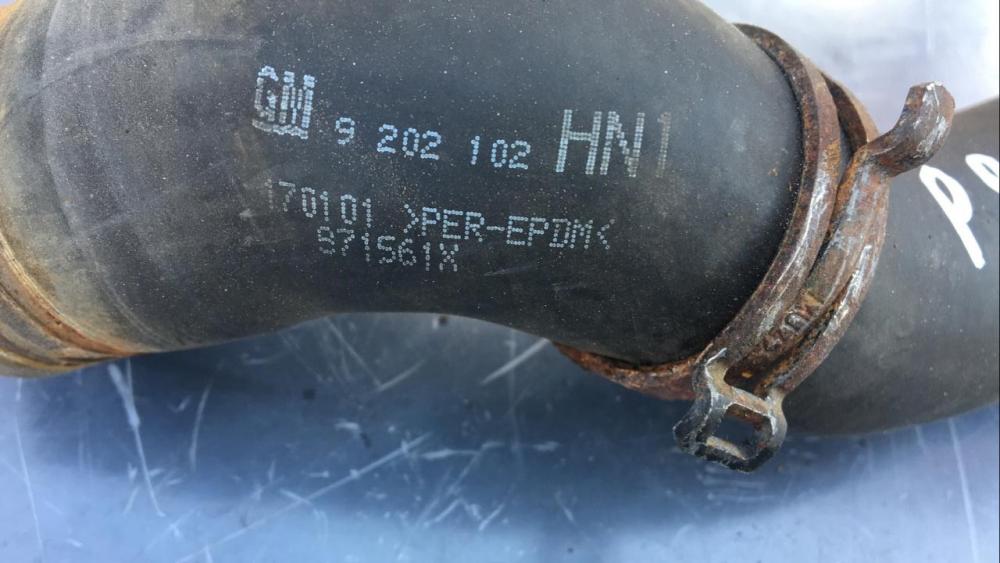 GM 9 202 102 HN1
170101 >PER-EPDM<
871561X